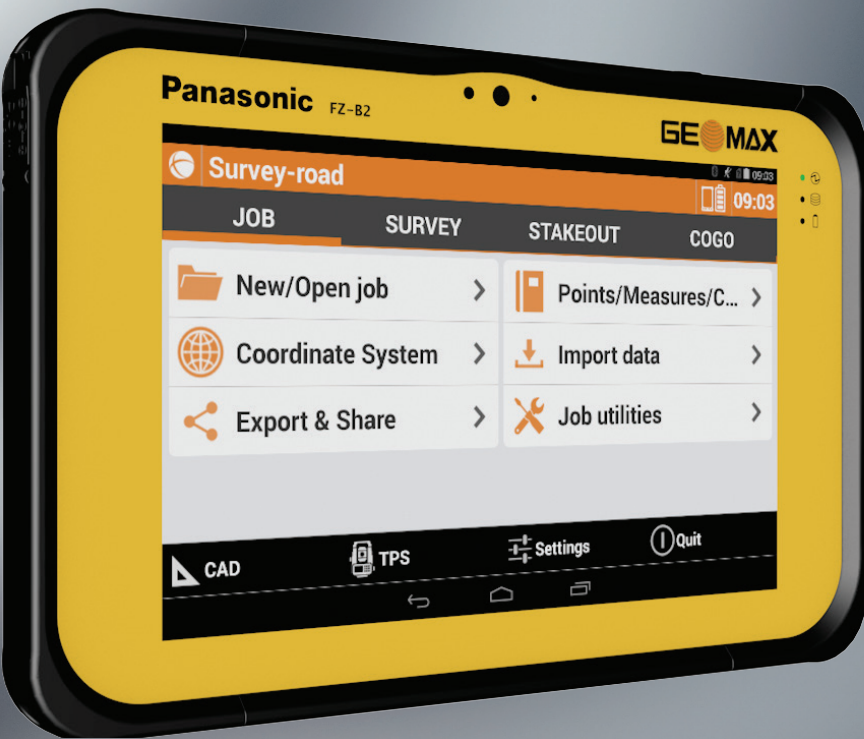 Panasonic FZ-B2
GEOMAX
09:03
Survey-road
09:03
JOB SURVEY STAKEOUT COGO
New/Open job
Points/Measures/C...
Coordinate System
Import data
Export & Share
Job utilities
CAD TPS Settings Quit